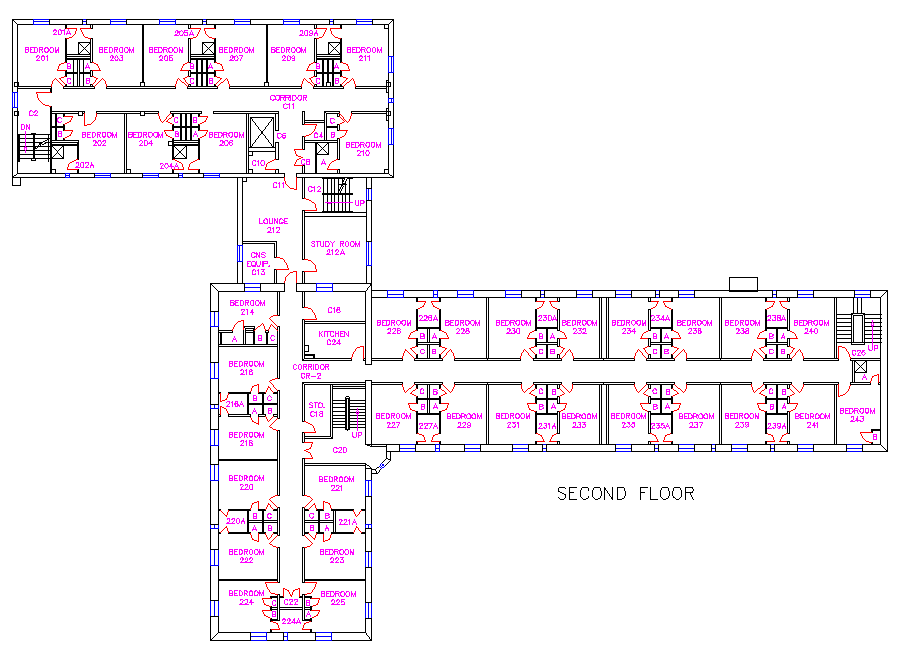 201A
205A
209A
BEDROOM
201
BEDROOM
203
BEDROOM
205
BEDROOM
207
BEDROOM
209
BEDROOM
211
B A
C B
B A
C B
B A
C B
CORRIDOR
C11
C2
DN
C
B
BEDROOM
202
BEDROOM
204
C A
B B
BEDROOM
206
C6
C4
C
B
BEDROOM
210
A
202A
204A
C10
C8
A
C11
C12
UP
LOUNGE
212
STUDY ROOM
212A
CNS
EQUIP.
C13
BEDROOM
214
A
B
C
C16
KITCHEN
C24
BEDROOM
216
CORRIDOR
CR-2
216A
B C
A B
BEDROOM
218
STO.
C18
UP
C20
BEDROOM
220
BEDROOM
221
220A
B C
A B
C B
B A
221A
BEDROOM
222
BEDROOM
223
BEDROOM
224
BEDROOM
225
C
B
C22
B
A
224A
BEDROOM
228
226A
BEDROOM
226
B A
C B
BEDROOM
230
230A
BEDROOM
232
B A
C B
BEDROOM
234
234A
BEDROOM
236
B A
C B
BEDROOM
238
238A
BEDROOM
240
B A
C B
UP
C26
A
BEDROOM
227
C B
B A
227A
BEDROOM
229
BEDROOM
231
C B
B A
231A
BEDROOM
233
BEDROOM
235
C B
B A
235A
BEDROOM
237
BEDROOM
239
C B
B A
239A
BEDROOM
241
BEDROOM
243
B
SECOND FLOOR